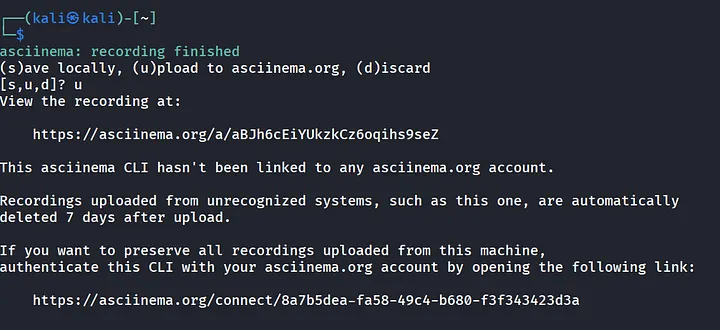 ┌──(kali㉿kali)-[~]
└─$
asciinema: recording finished
(s)ave locally, (u)pload to asciinema.org, (d)iscard
[s,u,d]? u
View the recording at:
https://asciinema.org/a/aBJh6cEiYUkzkCz6oqihs9seZ
This asciinema CLI hasn't been linked to any asciinema.org account.
Recordings uploaded from unrecognized systems, such as this one, are automatically
deleted 7 days after upload.
If you want to preserve all recordings uploaded from this machine,
authenticate this CLI with your asciinema.org account by opening the following link:
https://asciinema.org/connect/8a7b5dea-fa58-49c4-b680-f3f343423d3a